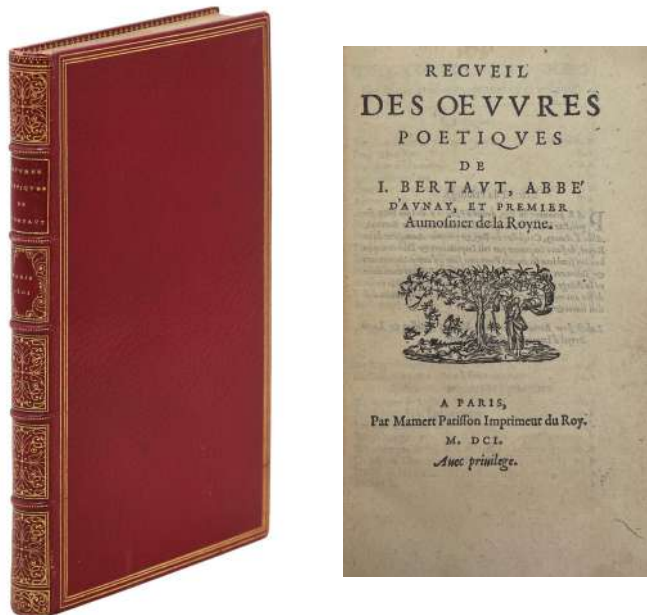 PARIS
RECVEIL
DES OEVVRES
POETIQVES
DE
I. BERTAVT, ABBE'
D'AVNAY, ET PREMIER
Aumoſnier de la Royne.
A PARIS,
Par Mamert Patiſſon Imprimeur du Roy.
M. DCI.
Auec priuilege.